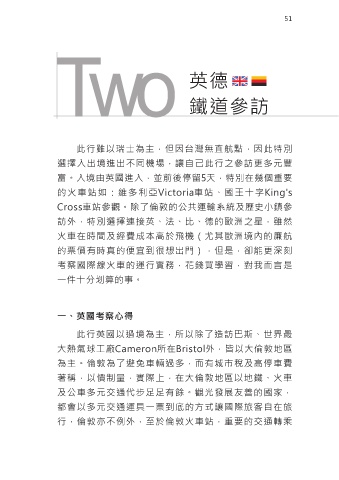 51
Two
英德
鐵道參訪
此行雖以瑞士為主，但因台灣無直航點，因此特別
選擇入出境進出不同機場，讓自己此行之參訪更多元豐
富。入境由英國進入，並前後停留5天，特別在幾個重要
的火車站如：維多利亞Victoria車站、國王十字King's
Cross車站參觀。除了倫敦的公共運輸系統及歷史小鎮參
訪外，特別選擇連接英、法、比、德的歐洲之星，雖然
火車在時間及經費成本高於飛機（尤其歐洲境內的廉航
的票價有時真的便宜到很想出門），但是，卻能更深刻
考察國際線火車的運行實務，花錢買學習，對我而言是
一件十分划算的事。
一、英國考察心得
此行英國以過境為主，所以除了造訪巴斯、世界最
大熱氣球工廠Cameron所在Bristol外，皆以大倫敦地區
為主。倫敦為了避免車輛過多，而有城市稅及高停車費
著稱，以價制量，實際上，在大倫敦地區以地鐵、火車
及公車多元交通代步足足有餘。觀光發展友善的國家，
都會以多元交通運具一票到底的方式讓國際旅客自在旅
行，倫敦亦不例外，至於倫敦火車站，重要的交通轉乘